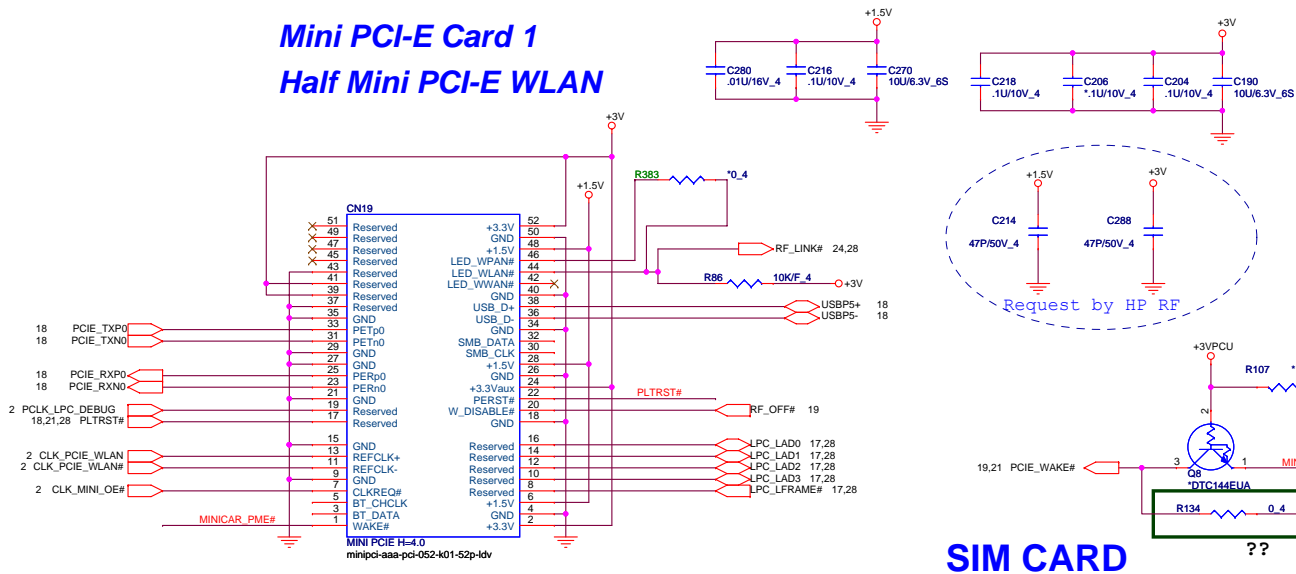 Mini PCI-E Card 1
Half Mini PCI-E WLAN
+1.5V
C280
.01U/16V_4
C216
.1U/10V_4
C270
10U/6.3V_6S
+3V
C218
.1U/10V_4
C206
*.1U/10V_4
C204
.1U/10V_4
C190
10U/6.3V_6S
+3V
R383
*0_4
+1.5V
CN19
51 Reserved +3.3V 52
49 Reserved GND 50
47 Reserved +1.5V 48
45 Reserved LED_WPAN# 46
43 Reserved LED_WLAN# 44
41 Reserved LED_WWAN# 42
39 Reserved GND 40
37 Reserved USB_D+ 38
35 GND USB_D- 36
33 PETp0 GND 34
31 PETn0 SMB_DATA 32
29 GND SMB_CLK 30
27 GND +1.5V 28
25 PERp0 GND 26
23 PERn0 +3.3Vaux 24
21 GND PERST# 22
19 Reserved W_DISABLE# 20
17 Reserved GND 18
15 GND Reserved 16
13 REFCLK+ Reserved 14
11 REFCLK- Reserved 12
9 GND Reserved 10
7 CLKREQ# Reserved 8
5 BT_CHCLK +1.5V 6
3 BT_DATA GND 4
1 WAKE# +3.3V 2
MINI PCIE H=4.0
minipci-aaa-pci-052-k01-52p-ldv
18 PCIE_TXP0
18 PCIE_TXN0
18 PCIE_RXP0
18 PCIE_RXN0
2 PCLK_LPC_DEBUG
18,21,28 PLTRST#
2 CLK_PCIE_WLAN
2 CLK_PCIE_WLAN#
2 CLK_MINI_OE#
MINICAR_PME#
RF_LINK# 24,28
R86
10K/F_4
+3V
USBP5+ 18
USBP5- 18
PLTRST#
RF_OFF# 19
LPC_LAD0 17,28
LPC_LAD1 17,28
LPC_LAD2 17,28
LPC_LAD3 17,28
LPC_LFRAME# 17,28
+1.5V
C214
47P/50V_4
+3V
C288
47P/50V_4
Request by HP RF
+3VPCU
R107
*
2
3
1
19,21 PCIE_WAKE#
Q8
*DTC144EUA
MIN
R134
0_4
??
SIM CARD